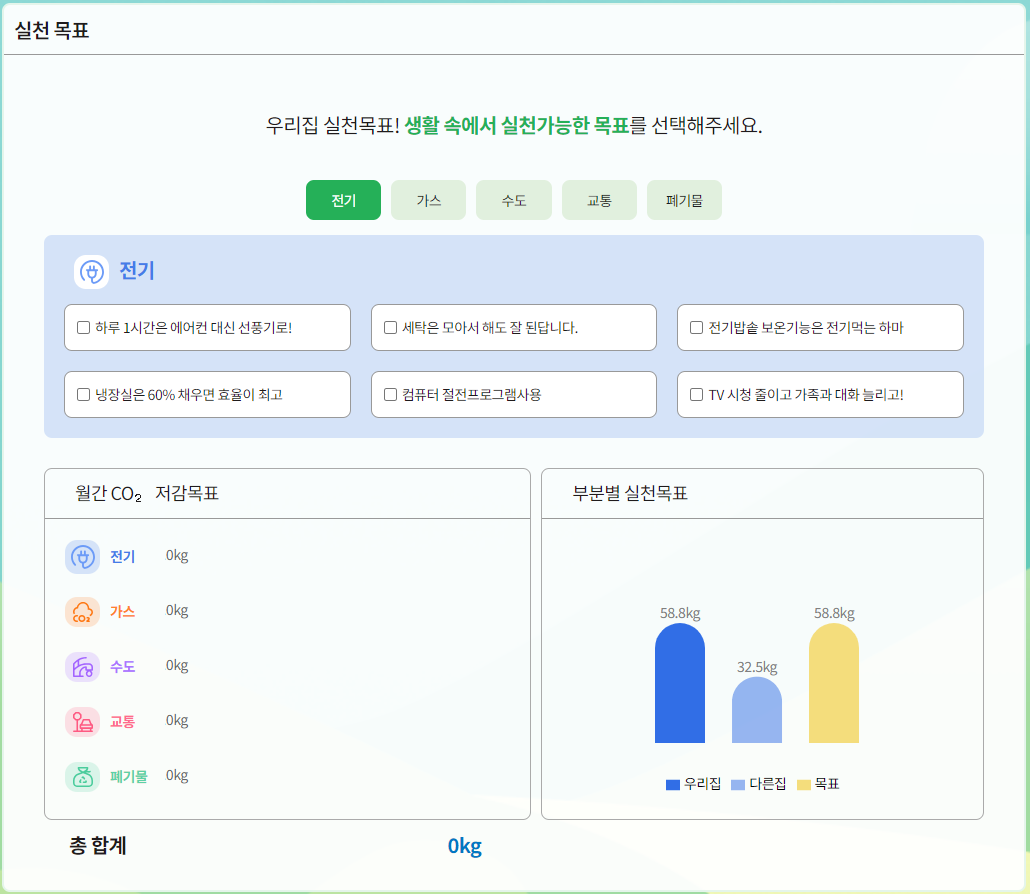 실천 목표
우리집 실천목표! 생활 속에서 실천가능한 목표를 선택해주세요.
전기 가스 수도 교통 폐기물
전기
하루 1시간은 에어컨 대신 선풍기로!
세탁은 모아서 해도 잘 된답니다.
전기밥솥 보온기능은 전기먹는 하마
냉장실은 60% 채우면 효율이 최고
컴퓨터 절전프로그램사용
TV 시청 줄이고 가족과 대화 늘리고!
월간 CO₂ 저감목표
전기 0kg
CO₂ 가스 0kg
수도 0kg
교통 0kg
폐기물 0kg
부분별 실천목표
58.8kg
32.5kg
58.8kg
우리집 다른집 목표
총 합계 0kg